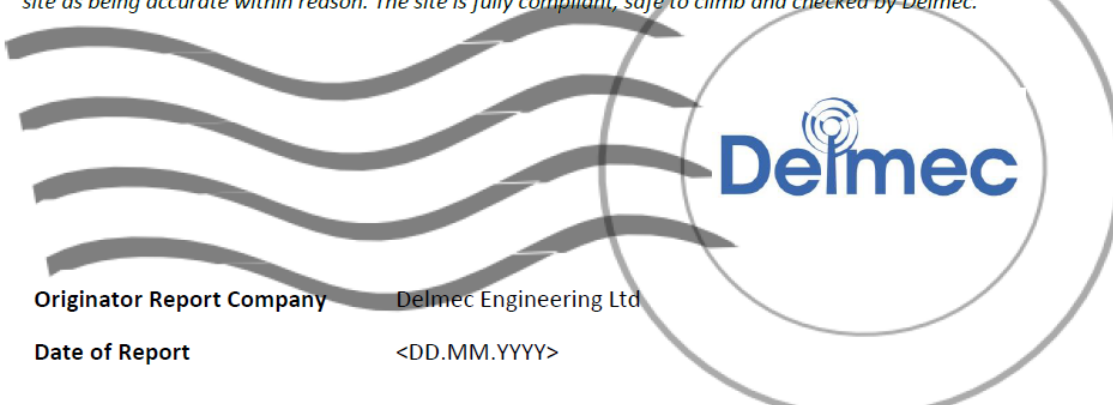 site as being accurate within reason. The site is fully compliant, safe to climb and checked by Delmec.
Delmec
Originator Report Company Delmec Engineering Ltd
Date of Report <DD.MM.YYYY>